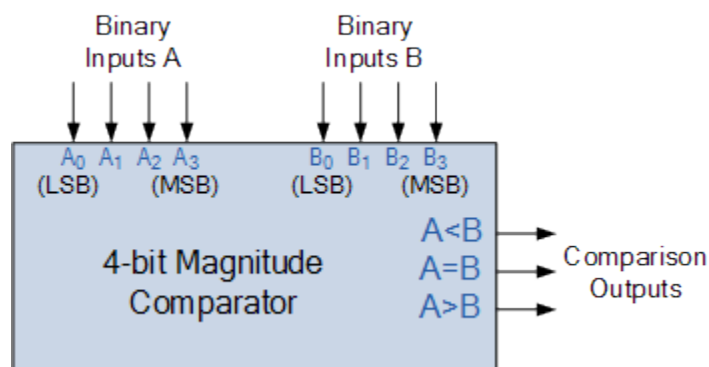 Binary
Inputs A
Binary
Inputs B
A0 A1 A2 A3
(LSB) (MSB)
B0 B1 B2 B3
(LSB) (MSB)
4-bit Magnitude
Comparator
A<B
A=B
A>B
Comparison
Outputs